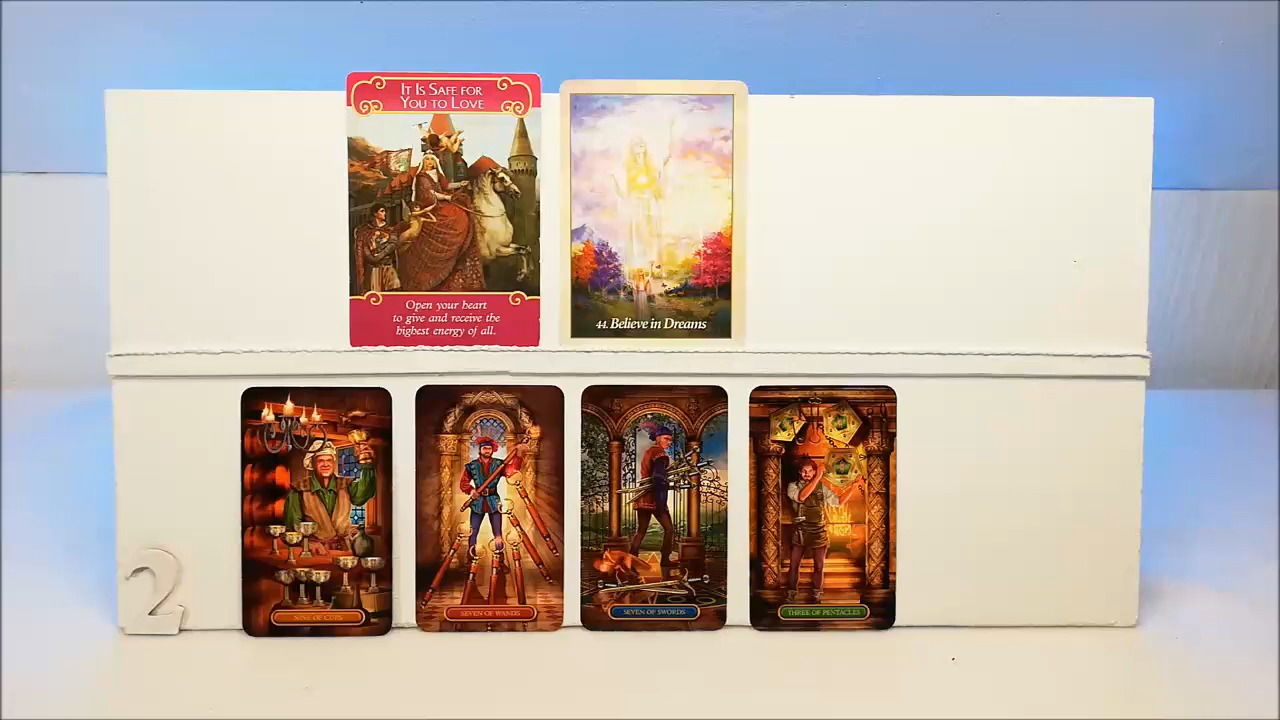 IT IS SAFE FOR
YOU TO LOVE
Open your heart
to give and receive the
highest energy of all.
44. Believe in Dreams
2
NINE OF CUPS
SEVEN OF WANDS
SEVEN OF SWORDS
THREE OF PENTACLES